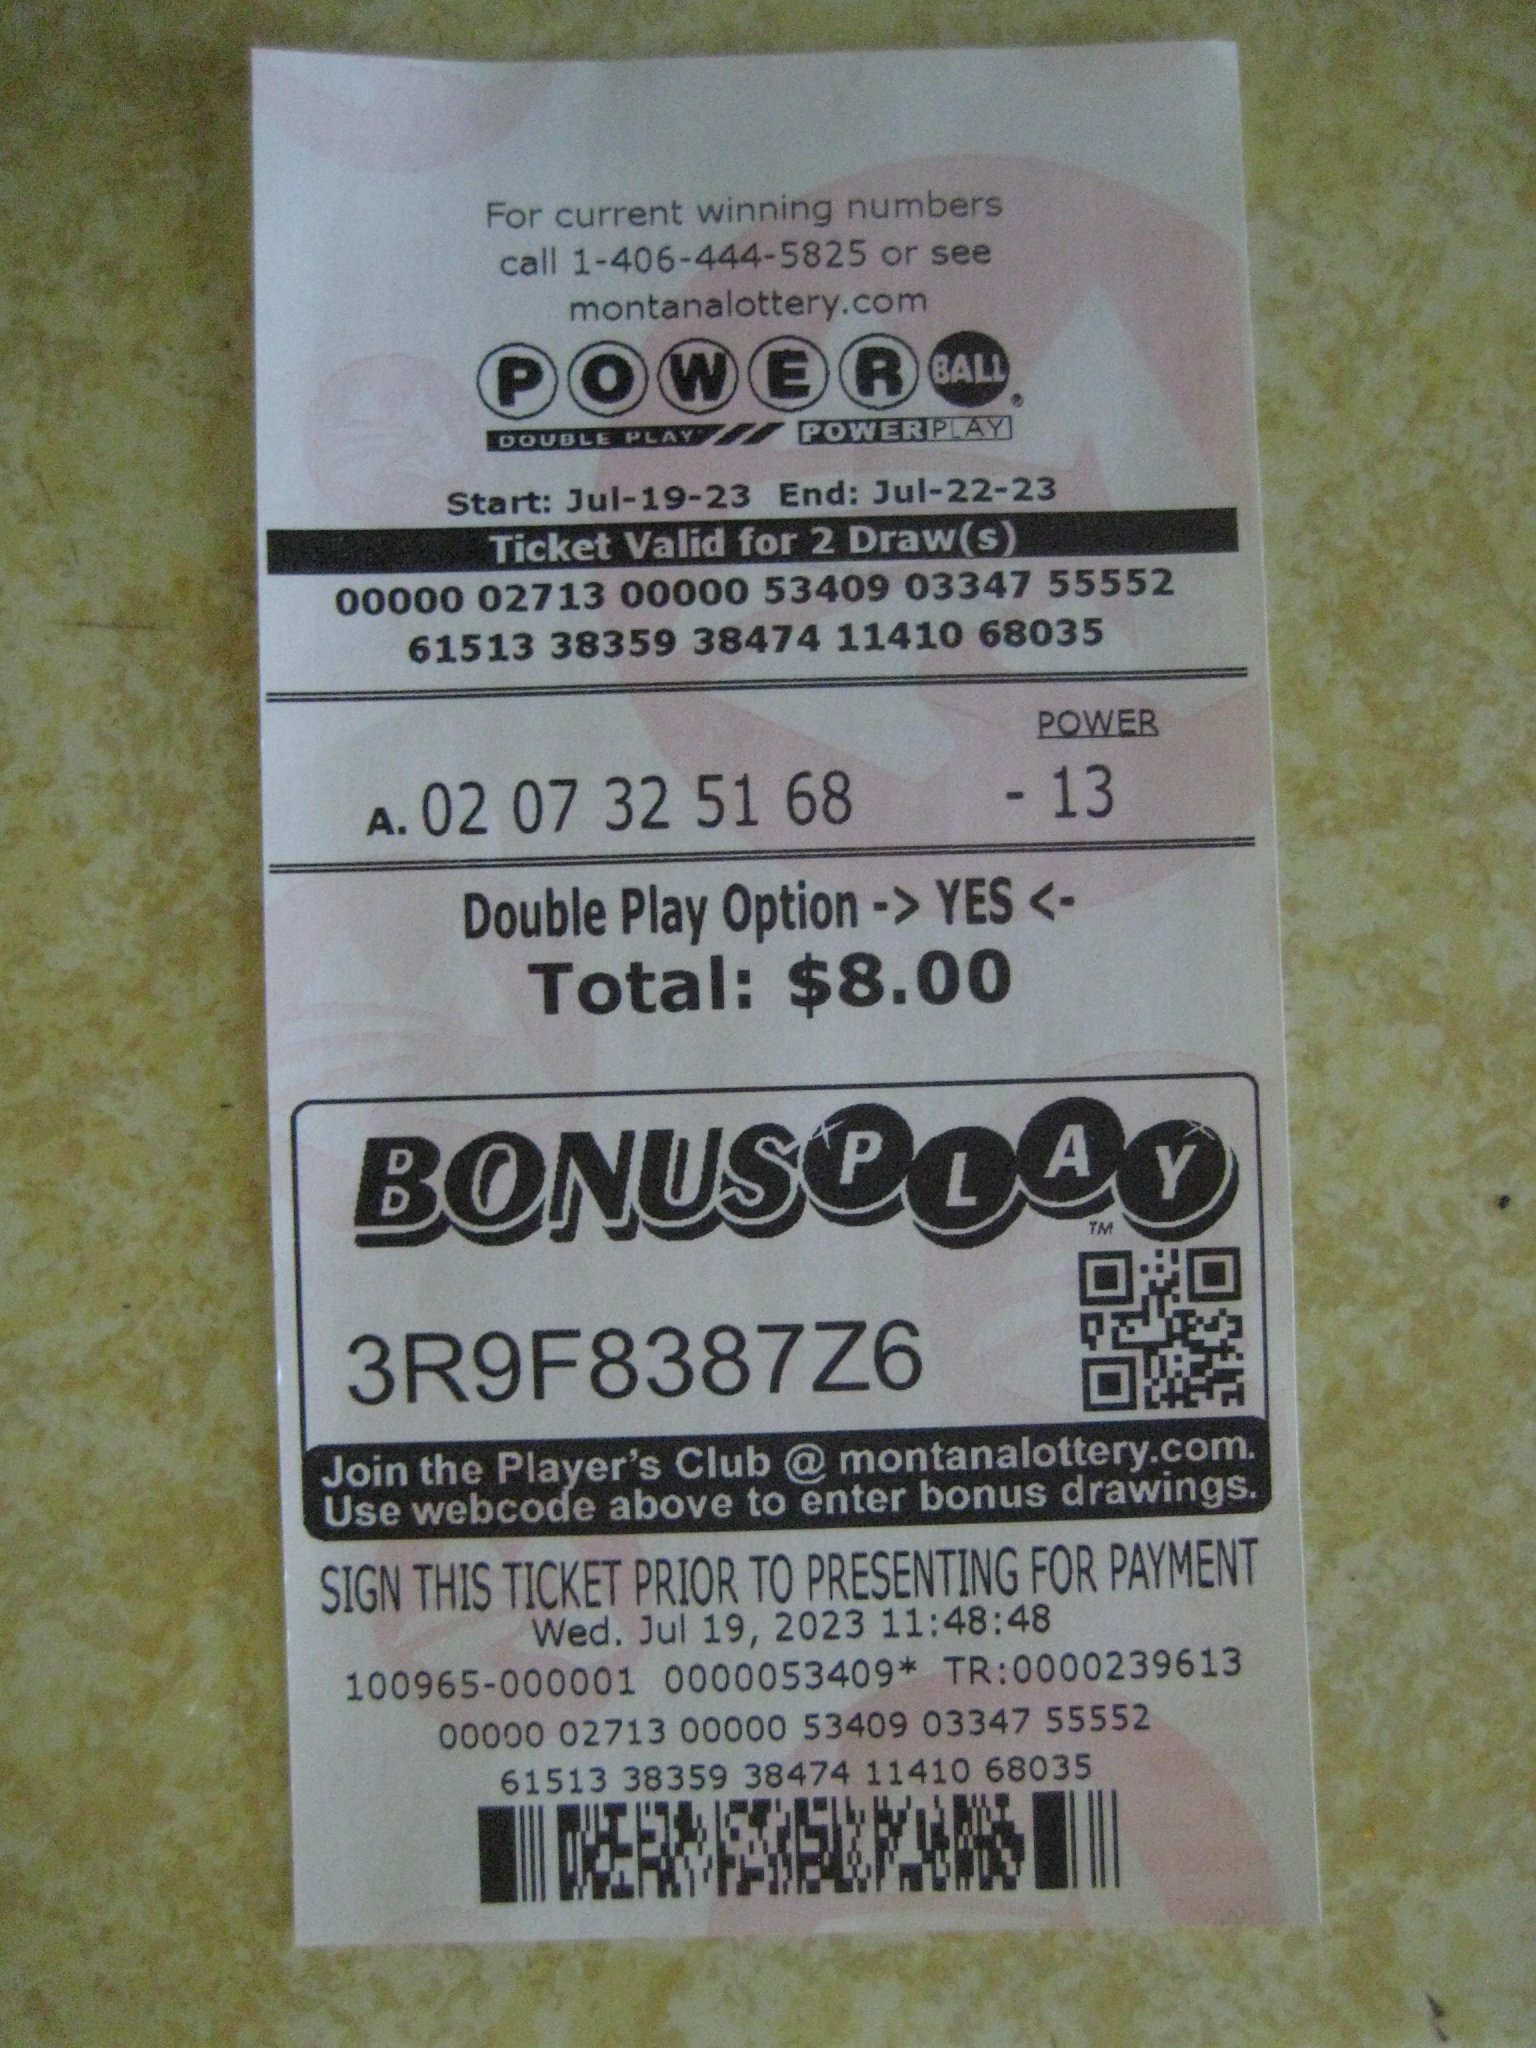 For current winning numbers
call 1-406-444-5825 or see
montanalottery.com
POWERBALL®
DOUBLE PLAY POWERPLAY
Start: Jul-19-23 End: Jul-22-23
Ticket Valid for 2 Draw(s)
00000 02713 00000 53409 03347 55552
61513 38359 38474 11410 68035
POWER
A. 02 07 32 51 68 - 13
Double Play Option -> YES <-
Total: $8.00
BONUSPLAY™
3R9F8387Z6
Join the Player's Club @ montanalottery.com.
Use webcode above to enter bonus drawings.
SIGN THIS TICKET PRIOR TO PRESENTING FOR PAYMENT
Wed. Jul 19, 2023 11:48:48
100965-000001 0000053409* TR:0000239613
00000 02713 00000 53409 03347 55552
61513 38359 38474 11410 68035